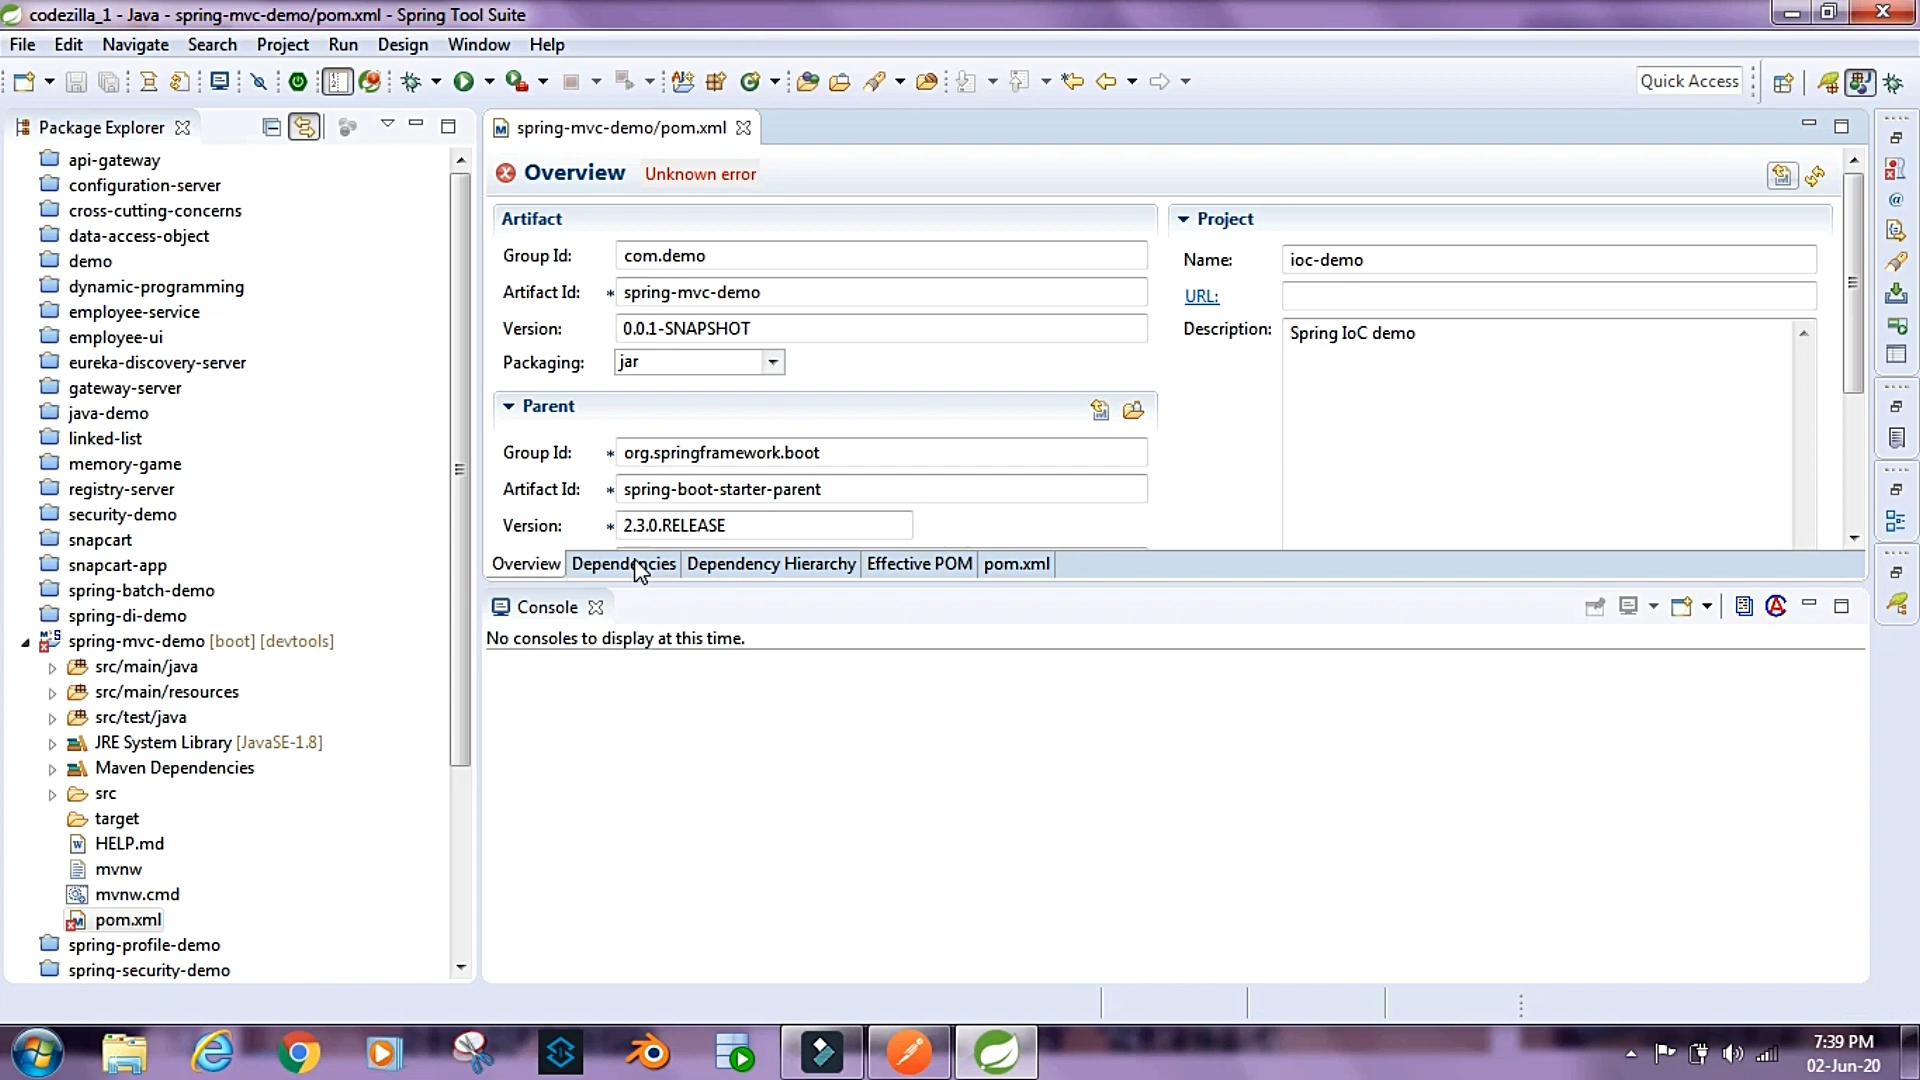 codezilla_1 - Java - spring-mvc-demo/pom.xml - Spring Tool Suite
File Edit Navigate Search Project Run Design Window Help
Quick Access
Package Explorer
api-gateway
configuration-server
cross-cutting-concerns
data-access-object
demo
dynamic-programming
employee-service
employee-ui
eureka-discovery-server
gateway-server
java-demo
linked-list
memory-game
registry-server
security-demo
snapcart
snapcart-app
spring-batch-demo
spring-di-demo
spring-mvc-demo [boot] [devtools]
src/main/java
src/main/resources
src/test/java
JRE System Library [JavaSE-1.8]
Maven Dependencies
src
target
HELP.md
mvnw
mvnw.cmd
pom.xml
spring-profile-demo
spring-security-demo
spring-mvc-demo/pom.xml
Overview Unknown error
Artifact
Group Id: com.demo
Artifact Id: * spring-mvc-demo
Version: 0.0.1-SNAPSHOT
Packaging: jar
Parent
Group Id: * org.springframework.boot
Artifact Id: * spring-boot-starter-parent
Version: * 2.3.0.RELEASE
Project
Name: ioc-demo
URL:
Description: Spring IoC demo
Overview Dependencies Dependency Hierarchy Effective POM pom.xml
Console
No consoles to display at this time.
7:39 PM
02-Jun-20